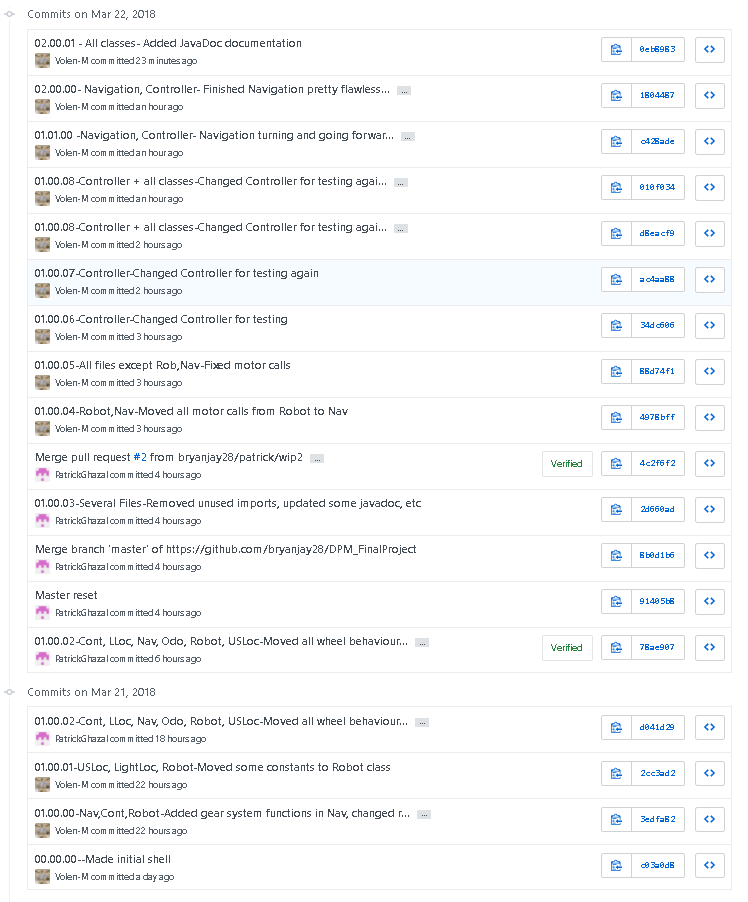 Commits on Mar 22, 2018
02.00.01 - All classes- Added JavaDoc documentation
0eb8983
Volen-M committed 23 minutes ago
02.00.00- Navigation, Controller- Finished Navigation pretty flawless... ...
1804487
Volen-M committed an hour ago
01.01.00 -Navigation, Controller- Navigation turning and going forwar... ...
c428ade
Volen-M committed an hour ago
01.00.08-Controller + all classes-Changed Controller for testing agai... ...
010f034
Volen-M committed an hour ago
01.00.08-Controller + all classes-Changed Controller for testing agai... ...
d8eacf9
Volen-M committed 2 hours ago
01.00.07-Controller-Changed Controller for testing again
ac4aa88
Volen-M committed 2 hours ago
01.00.06-Controller-Changed Controller for testing
34dc606
Volen-M committed 3 hours ago
01.00.05-All files except Rob,Nav-Fixed motor calls
88d74f1
Volen-M committed 3 hours ago
01.00.04-Robot,Nav-Moved all motor calls from Robot to Nav
4978bff
Volen-M committed 3 hours ago
Merge pull request #2 from bryanjay28/patrick/wip2 ...
Verified 4c2f6f2
PatrickGhazal committed 4 hours ago
01.00.03-Several Files-Removed unused imports, updated some javadoc, etc
2d660ad
PatrickGhazal committed 4 hours ago
Merge branch 'master' of https://github.com/bryanjay28/DPM_FinalProject
8b0d1b6
PatrickGhazal committed 4 hours ago
Master reset
91405b8
PatrickGhazal committed 4 hours ago
01.00.02-Cont, LLoc, Nav, Odo, Robot, USLoc-Moved all wheel behaviour... ...
Verified 78ae907
PatrickGhazal committed 6 hours ago
Commits on Mar 21, 2018
01.00.02-Cont, LLoc, Nav, Odo, Robot, USLoc-Moved all wheel behaviour... ...
d041d29
PatrickGhazal committed 18 hours ago
01.00.01-USLoc, LightLoc, Robot-Moved some constants to Robot class
2cc3ad2
Volen-M committed 22 hours ago
01.00.00-Nav,Cont,Robot-Added gear system functions in Nav, changed r... ...
3edfa82
Volen-M committed 22 hours ago
00.00.00--Made initial shell
c03a0d8
Volen-M committed a day ago